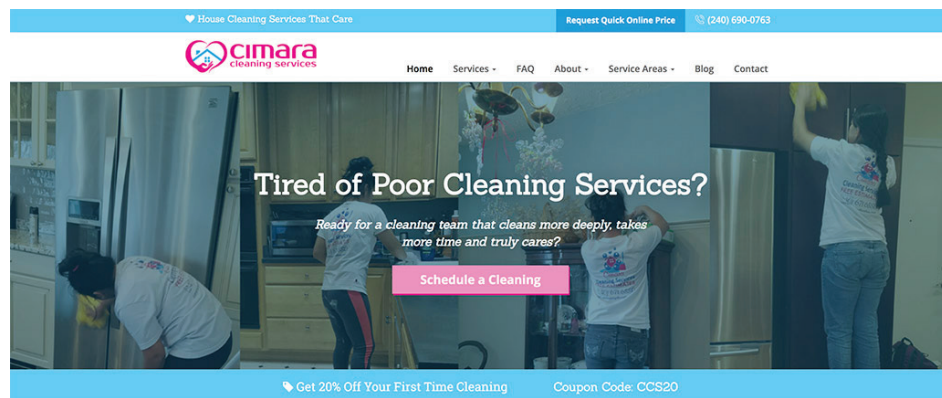 House Cleaning Services That Care
Request Quick Online Price
(240) 690-0763
cimara
cleaning services
Home
Services
FAQ
About
Service Areas
Blog
Contact
Tired of Poor Cleaning Services?
Ready for a cleaning team that cleans more deeply, takes
more time and truly cares?
Schedule a Cleaning
Get 20% Off Your First Time Cleaning
Coupon Code: CCS20